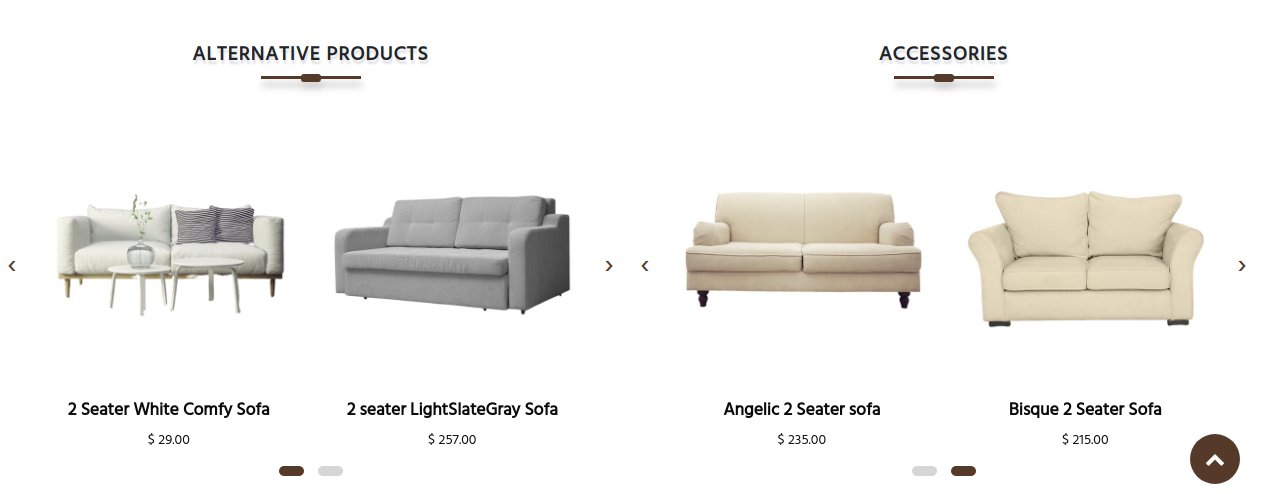 ALTERNATIVE PRODUCTS
2 Seater White Comfy Sofa
$ 29.00
2 seater LightSlateGray Sofa
$ 257.00
ACCESSORIES
Angelic 2 Seater sofa
$ 235.00
Bisque 2 Seater Sofa
$ 215.00